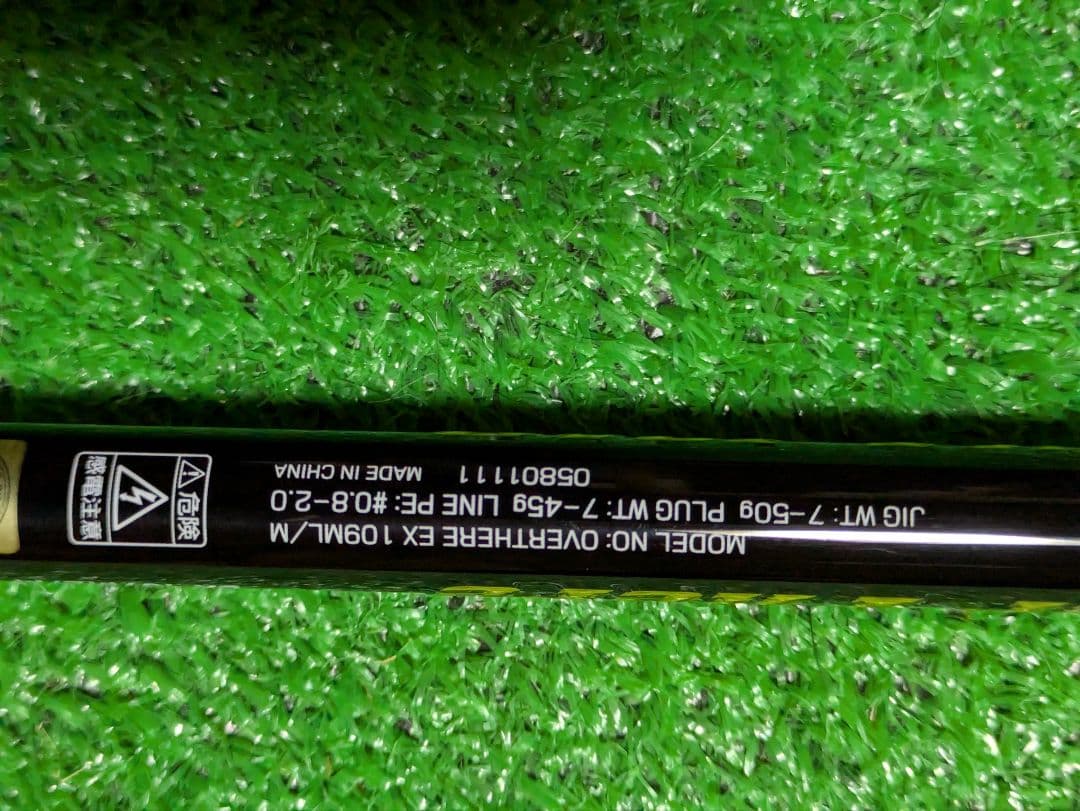 MODEL NO: OVERTHERE EX 109ML/M
JIG WT: 7-50g PLUG WT: 7-45g LINE PE: #0.8-2.0
05801111 MADE IN CHINA
危険
感電注意